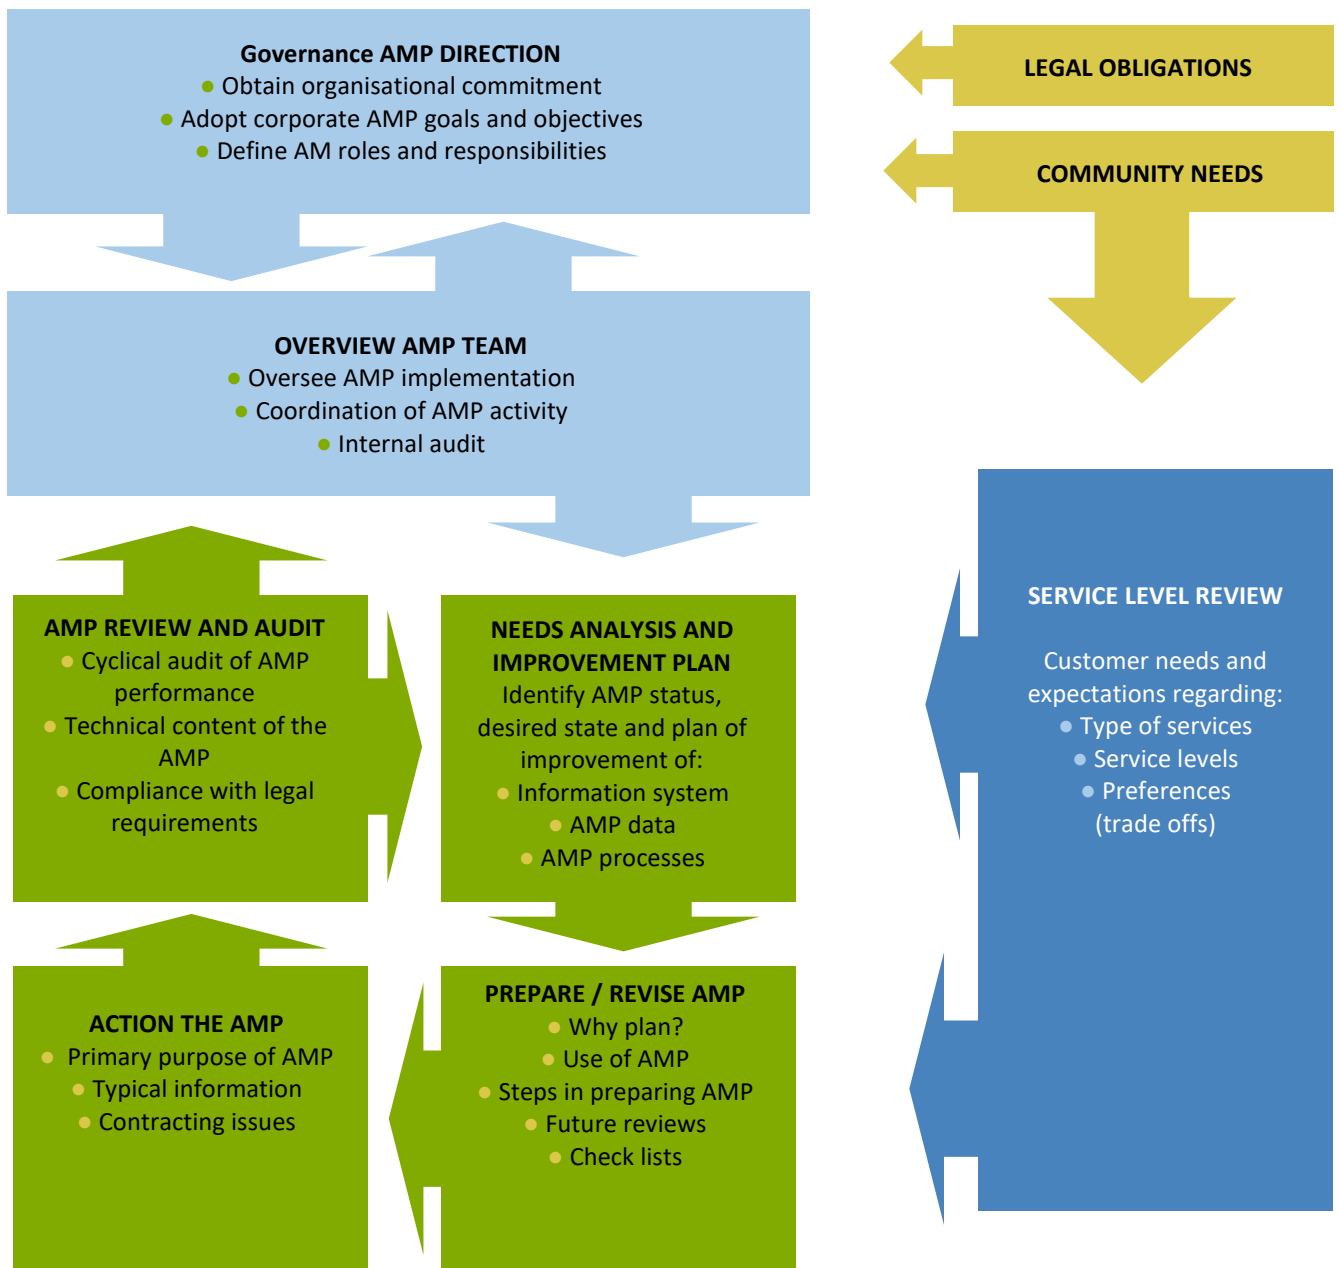 Governance AMP DIRECTION
● Obtain organisational commitment
● Adopt corporate AMP goals and objectives
● Define AM roles and responsibilities
LEGAL OBLIGATIONS
COMMUNITY NEEDS
OVERVIEW AMP TEAM
● Oversee AMP implementation
● Coordination of AMP activity
● Internal audit
AMP REVIEW AND AUDIT
● Cyclical audit of AMP
performance
● Technical content of the
AMP
● Compliance with legal
requirements
NEEDS ANALYSIS AND
IMPROVEMENT PLAN
Identify AMP status,
desired state and plan of
improvement of:
● Information system
● AMP data
● AMP processes
SERVICE LEVEL REVIEW
Customer needs and
expectations regarding:
● Type of services
● Service levels
● Preferences
(trade offs)
ACTION THE AMP
● Primary purpose of AMP
● Typical information
● Contracting issues
PREPARE / REVISE AMP
● Why plan?
● Use of AMP
● Steps in preparing AMP
● Future reviews
● Check lists